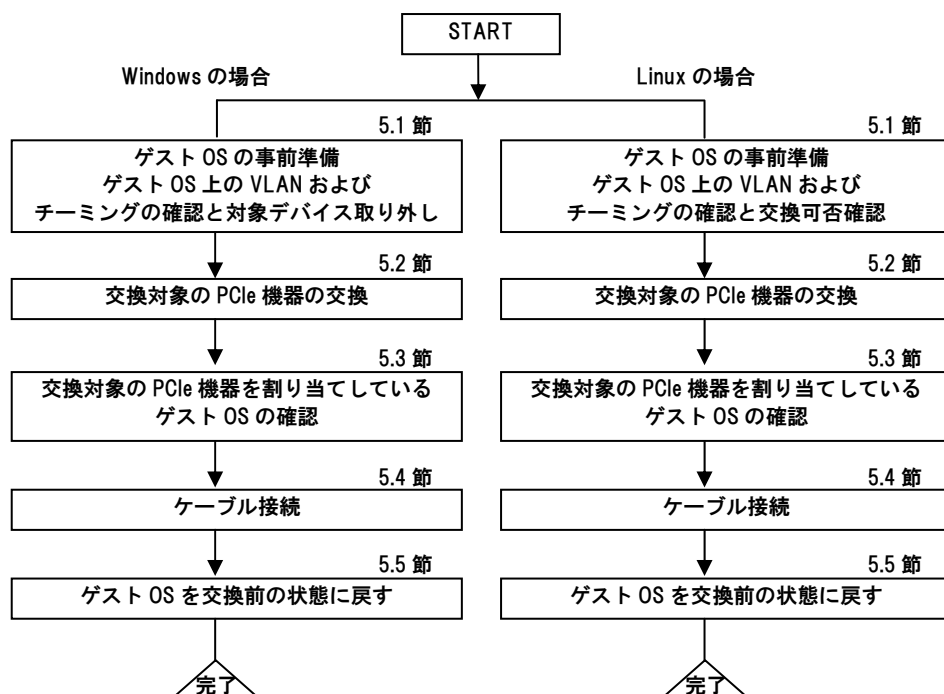 START
Windows の場合
Linux の場合
5.1 節
ゲスト OS の事前準備
ゲスト OS 上の VLAN および
チーミングの確認と対象デバイス取り外し
5.2 節
交換対象の PCIe 機器の交換
5.3 節
交換対象の PCIe 機器を割り当てしている
ゲスト OS の確認
5.4 節
ケーブル接続
5.5 節
ゲスト OS を交換前の状態に戻す
完了
5.1 節
ゲスト OS の事前準備
ゲスト OS 上の VLAN および
チーミングの確認と交換可否確認
5.2 節
交換対象の PCIe 機器の交換
5.3 節
交換対象の PCIe 機器を割り当てしている
ゲスト OS の確認
5.4 節
ケーブル接続
5.5 節
ゲスト OS を交換前の状態に戻す
完了